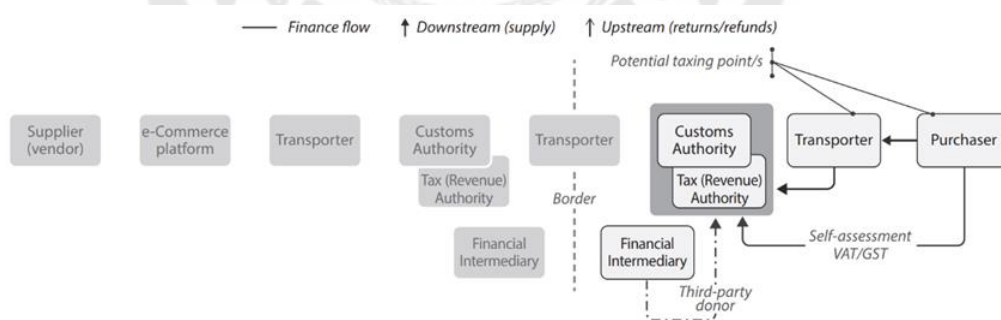 Finance flow
Downstream (supply)
Upstream (returns/refunds)
Potential taxing point/s
Supplier
(vendor)
e-Commerce
platform
Transporter
Customs
Authority
Tax (Revenue)
Authority
Transporter
Customs
Authority
Tax (Revenue)
Authority
Transporter
Purchaser
Border
Financial
Intermediary
Financial
Intermediary
Self-assessment
VAT/GST
Third-party
donor